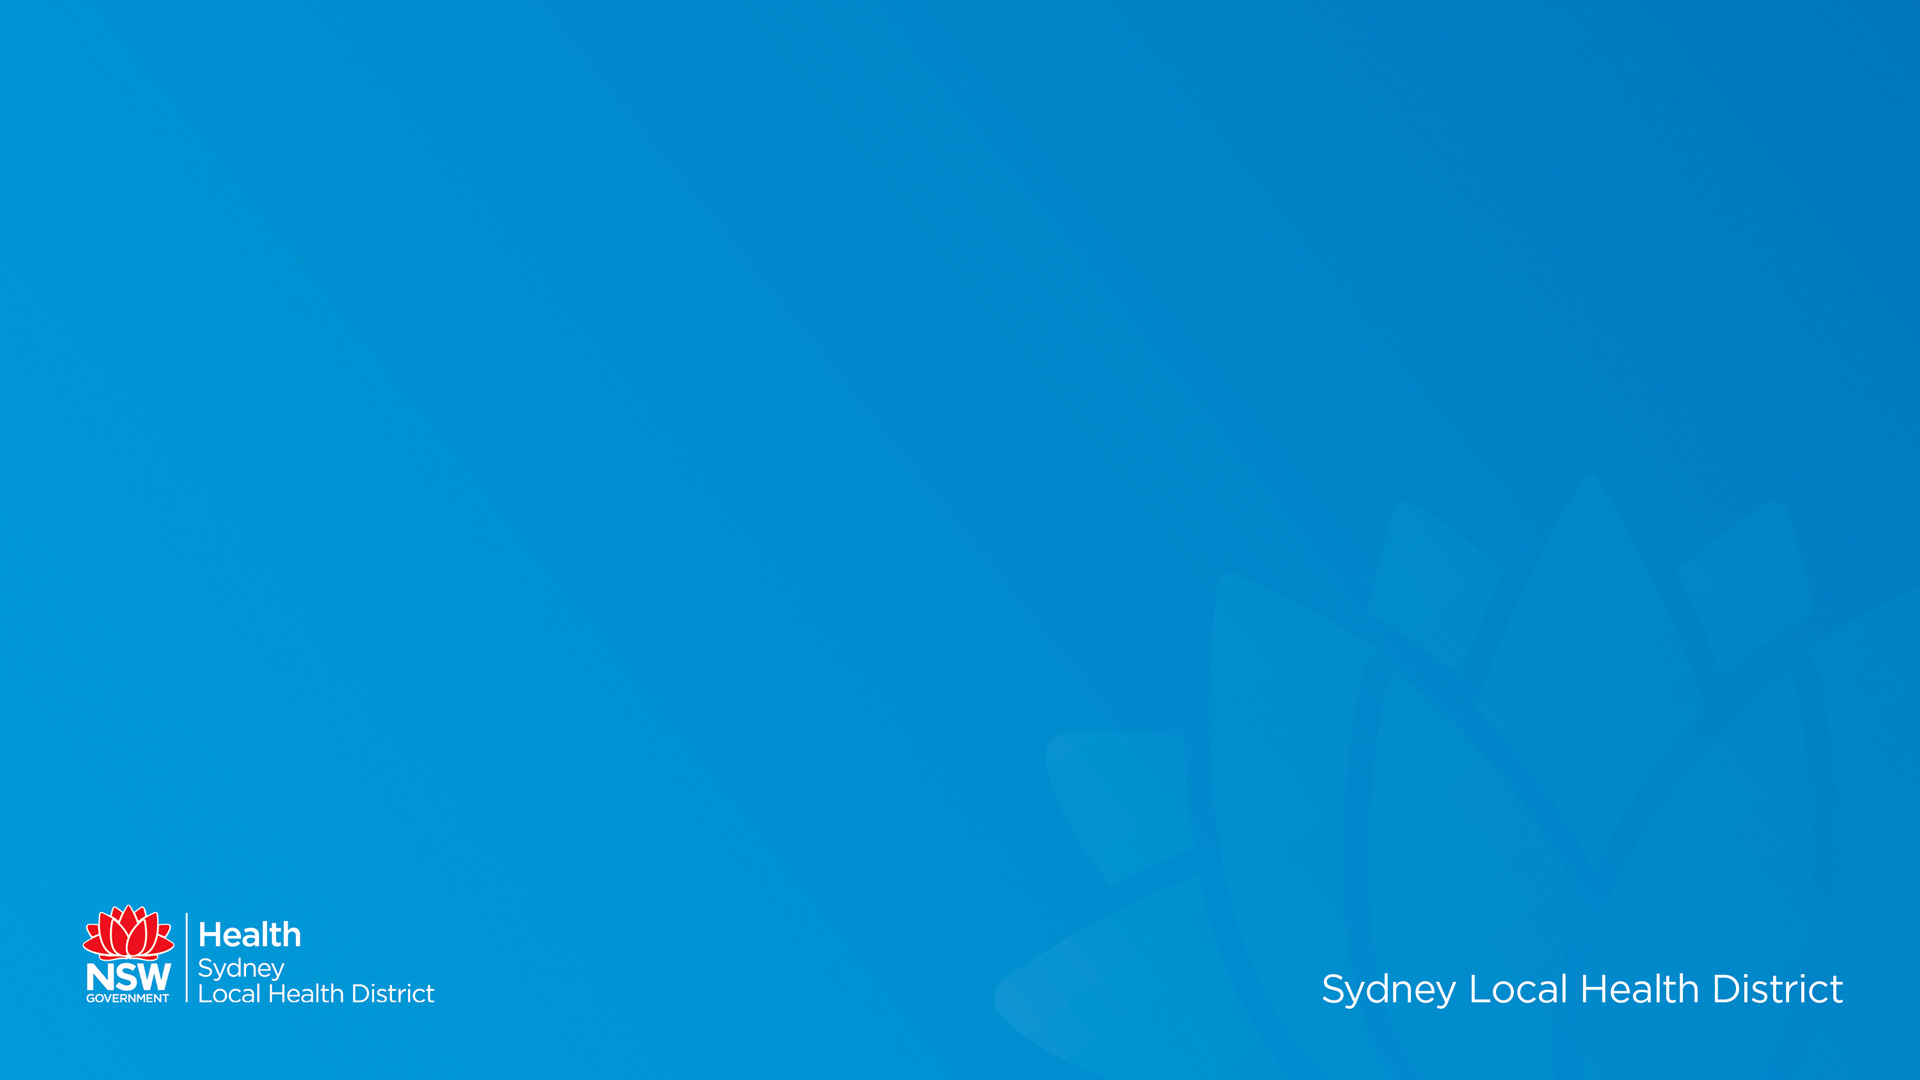 Health
Sydney
Local Health District
NSW
GOVERNMENT
Sydney Local Health District